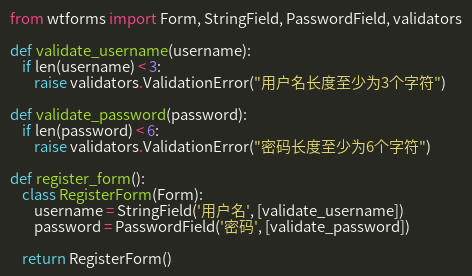 from wtforms import Form, StringField, PasswordField, validators
def validate_username(username):
if len(username) < 3:
raise validators.ValidationError("用户名长度至少为3个字符")
def validate_password(password):
if len(password) < 6:
raise validators.ValidationError("密码长度至少为6个字符")
def register_form():
class RegisterForm(Form):
username = StringField('用户名', [validate_username])
password = PasswordField('密码', [validate_password])
return RegisterForm()